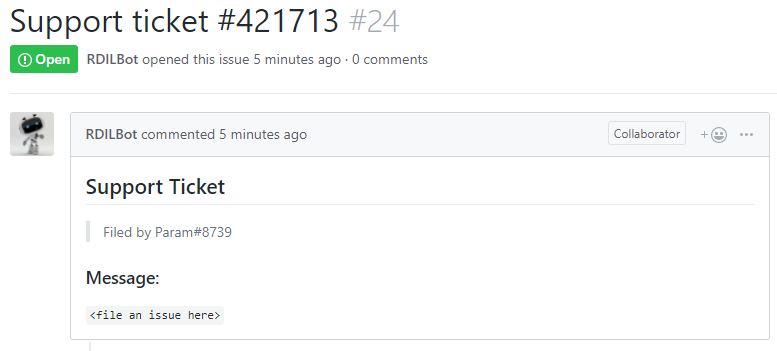 Support ticket #421713 #24
Open RDILBot opened this issue 5 minutes ago · 0 comments
RDILBot commented 5 minutes ago Collaborator
Support Ticket
Filed by Param#8739
Message:
<file an issue here>